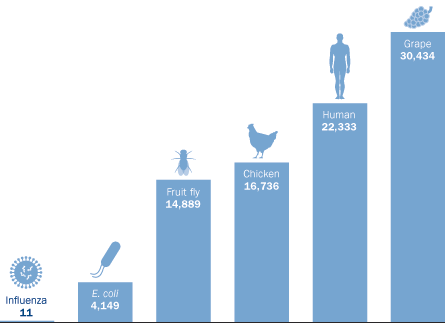 Influenza
11
E. coli
4,149
Fruit fly
14,889
Chicken
16,736
Human
22,333
Grape
30,434